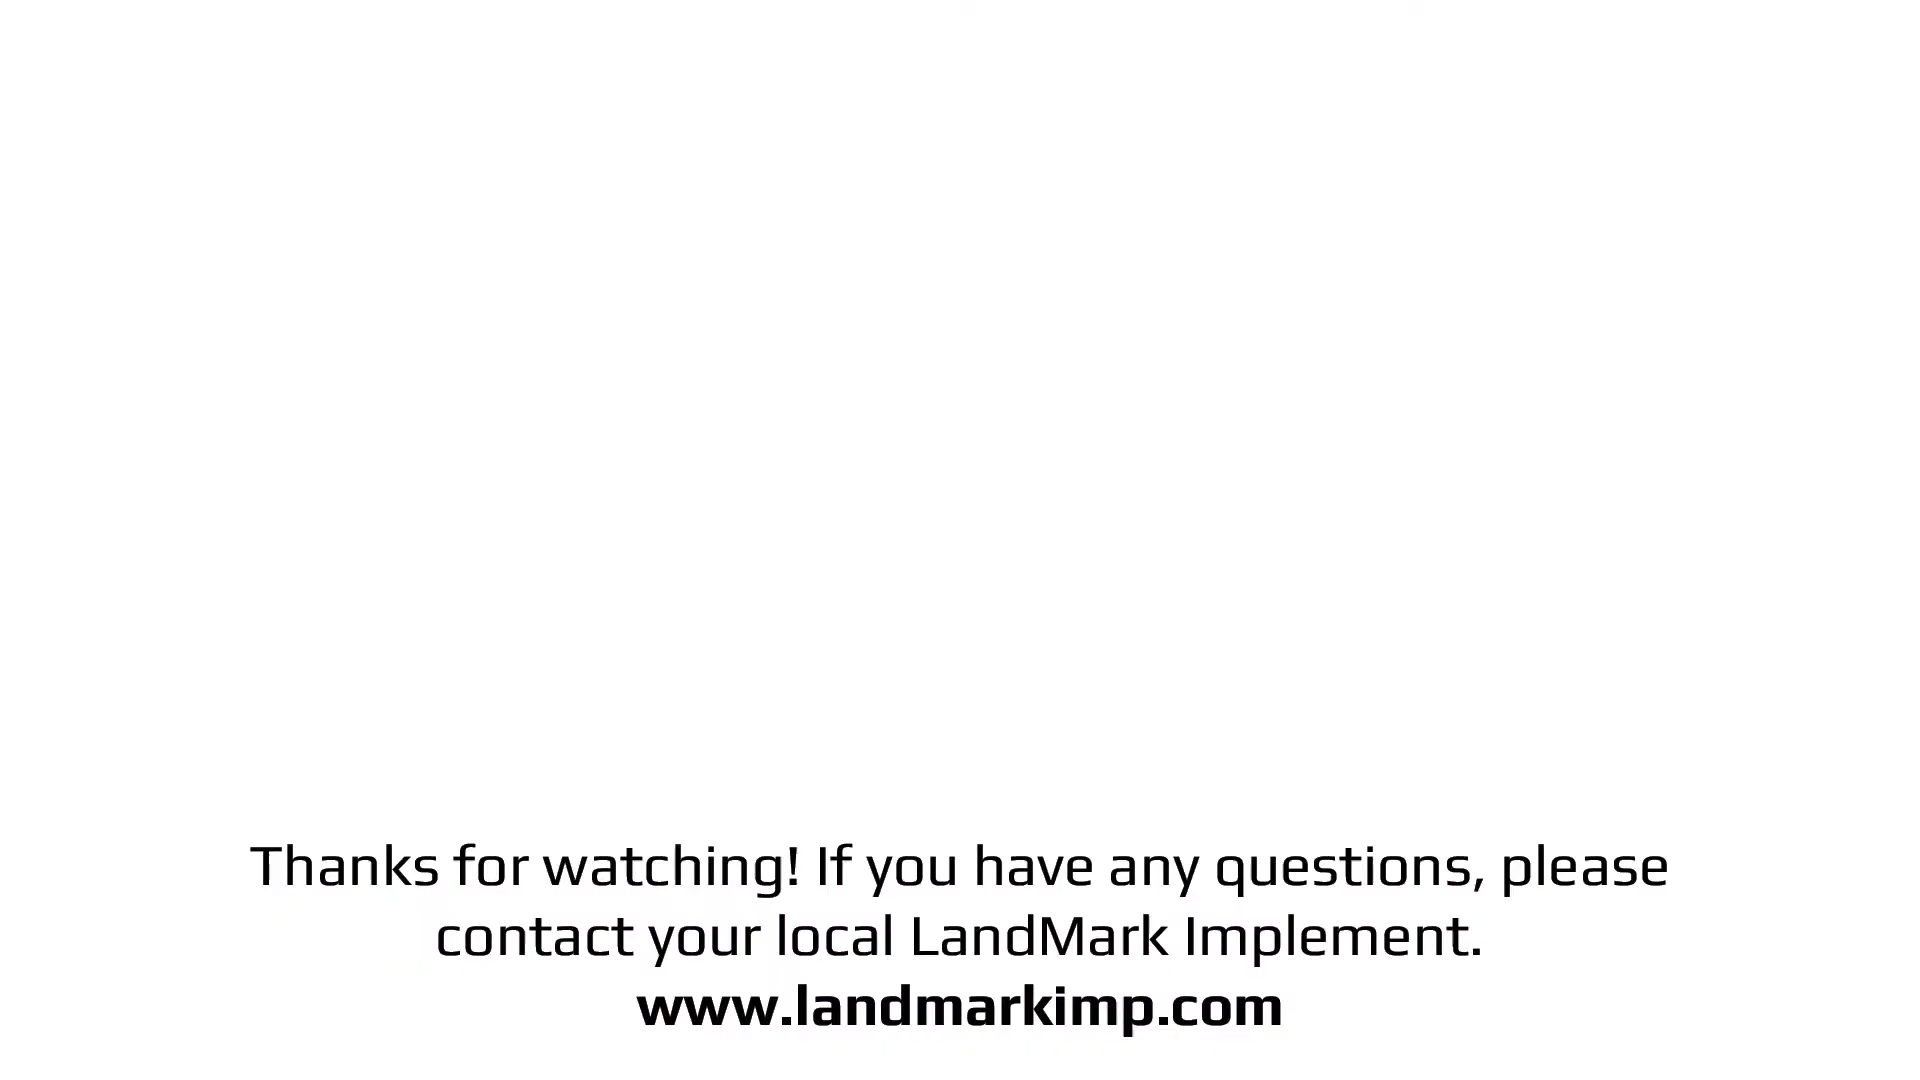 Thanks for watching! If you have any questions, please
contact your local LandMark Implement.
www.landmarkimp.com